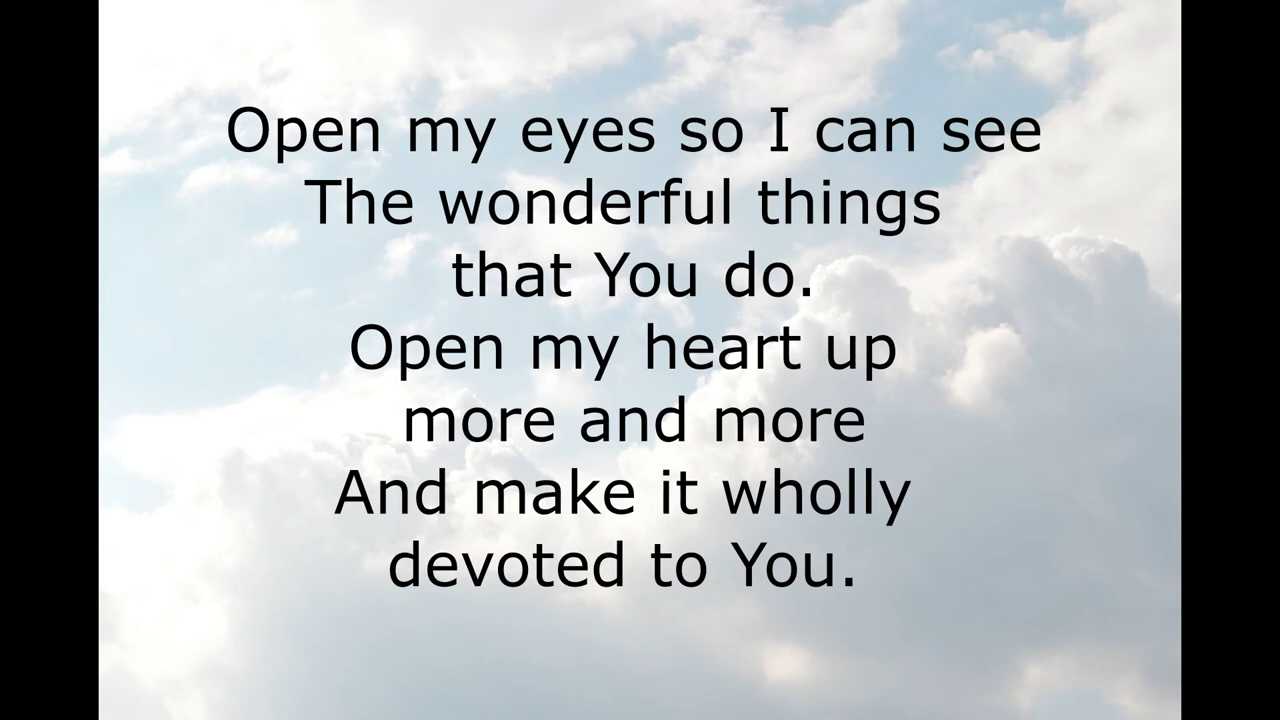 Open my eyes so I can see
The wonderful things
that You do.
Open my heart up
more and more
And make it wholly
devoted to You.